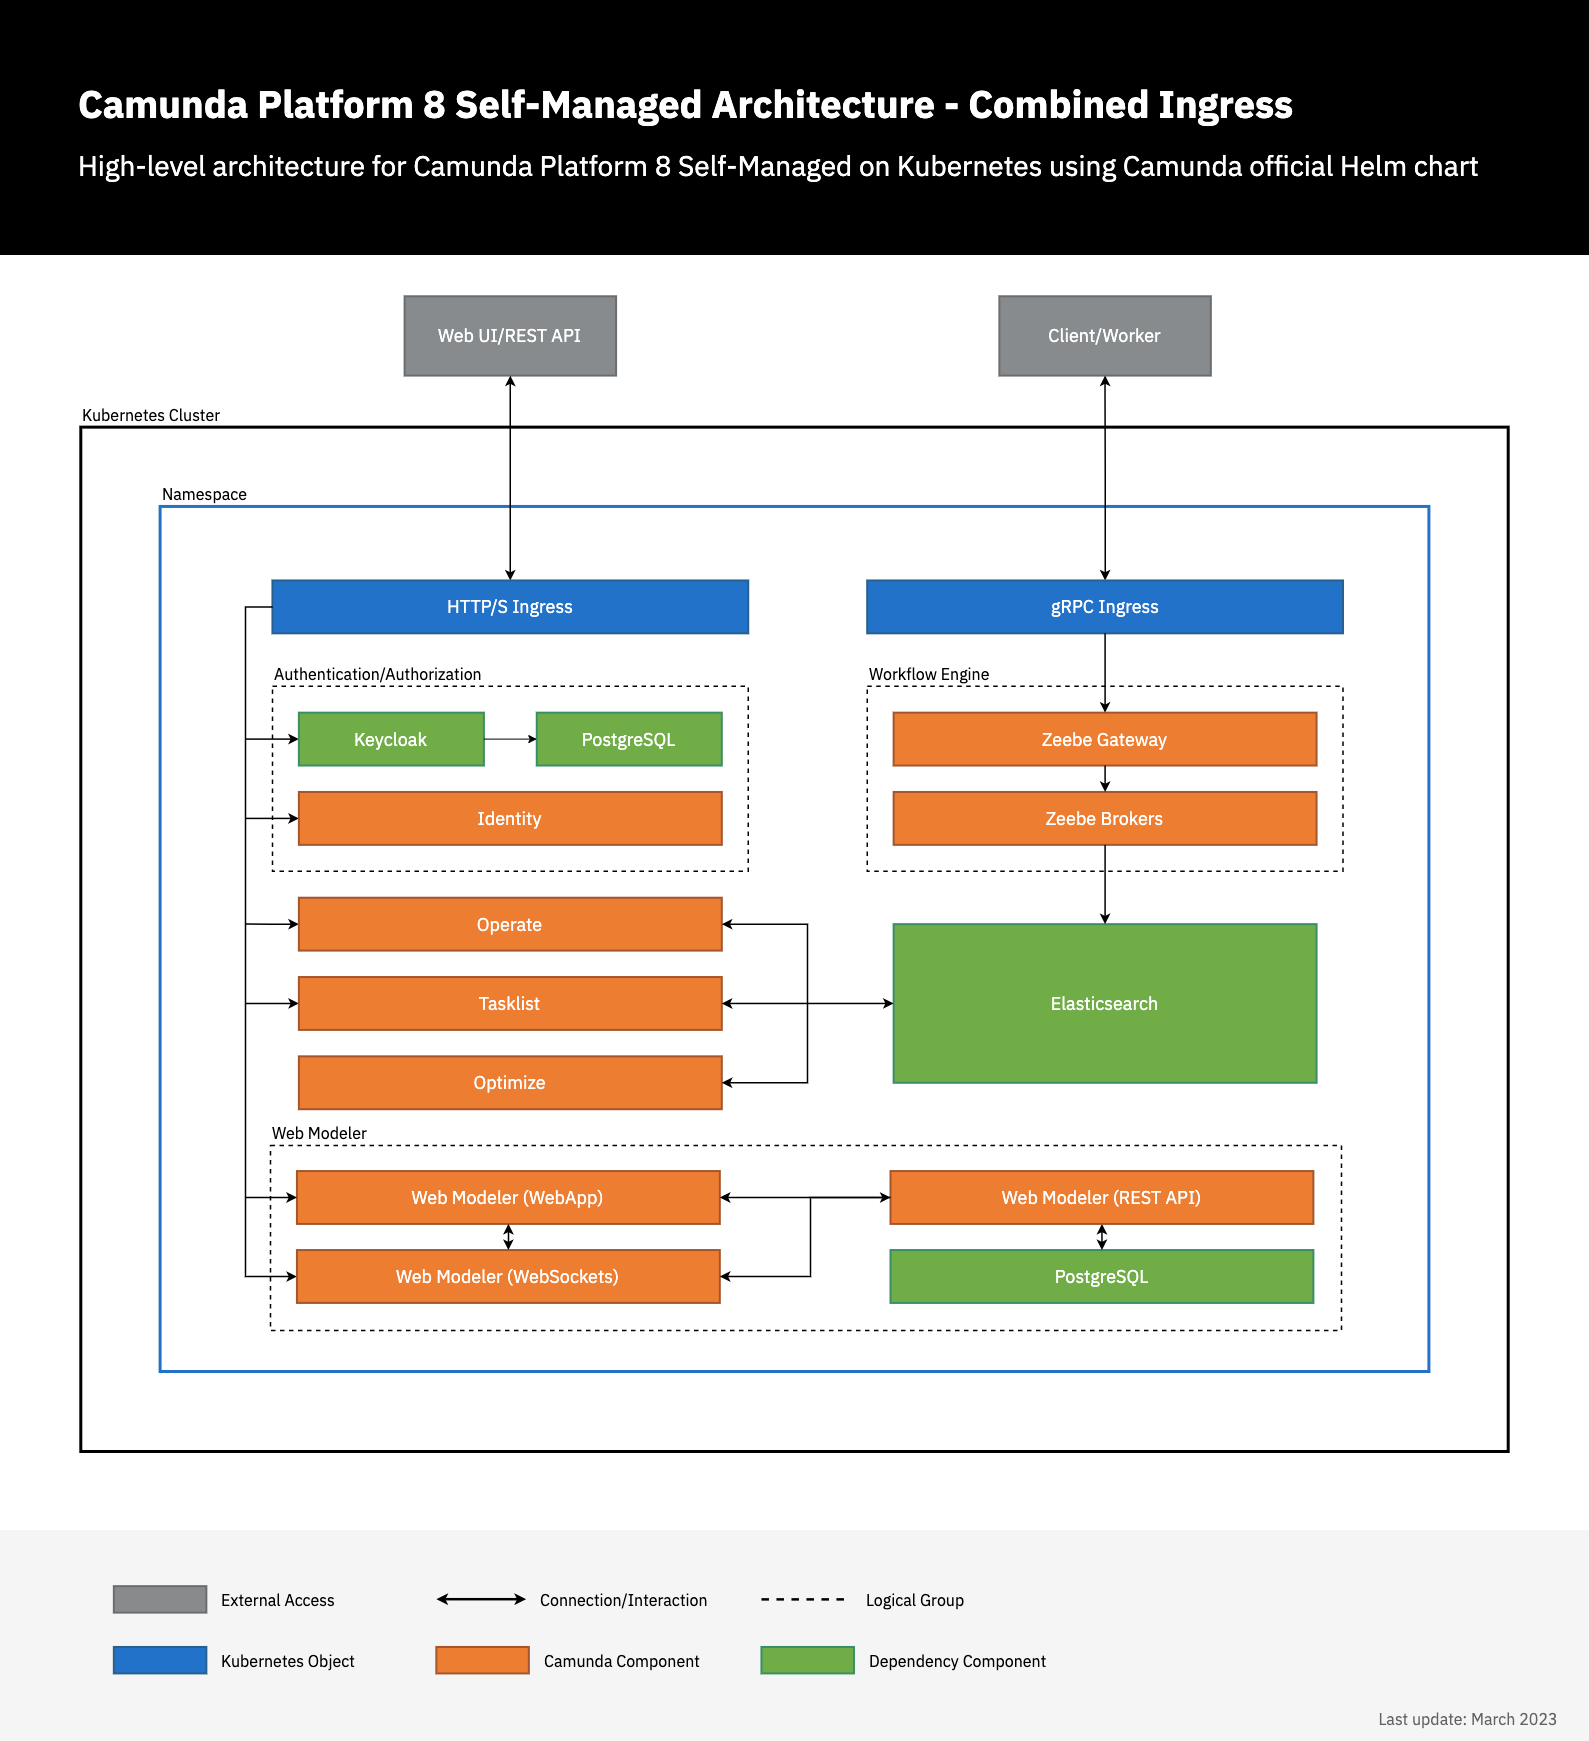 Camunda Platform 8 Self-Managed Architecture - Combined Ingress
High-level architecture for Camunda Platform 8 Self-Managed on Kubernetes using Camunda official Helm chart
Web UI/REST API
Client/Worker
Kubernetes Cluster
Namespace
HTTP/S Ingress
gRPC Ingress
Authentication/Authorization
Workflow Engine
Keycloak
PostgreSQL
Zeebe Gateway
Identity
Zeebe Brokers
Operate
Tasklist
Elasticsearch
Optimize
Web Modeler
Web Modeler (WebApp)
Web Modeler (REST API)
Web Modeler (WebSockets)
PostgreSQL
External Access
Connection/Interaction
Logical Group
Kubernetes Object
Camunda Component
Dependency Component
Last update: March 2023